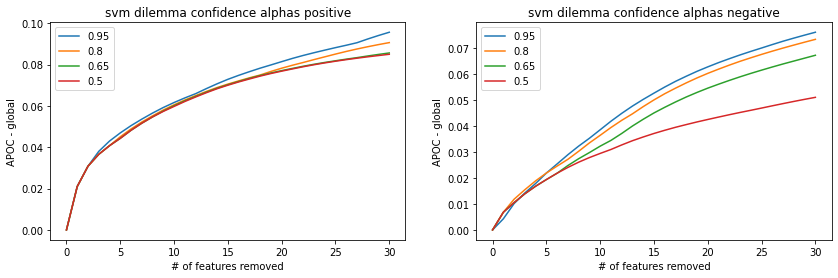 svm dilemma confidence alphas positive
0.95
0.8
0.65
0.5
APOC - global
0.10
0.08
0.06
0.04
0.02
0.00
0 5 10 15 20 25 30
# of features removed
svm dilemma confidence alphas negative
0.95
0.8
0.65
0.5
APOC - global
0.07
0.06
0.05
0.04
0.03
0.02
0.01
0.00
0 5 10 15 20 25 30
# of features removed